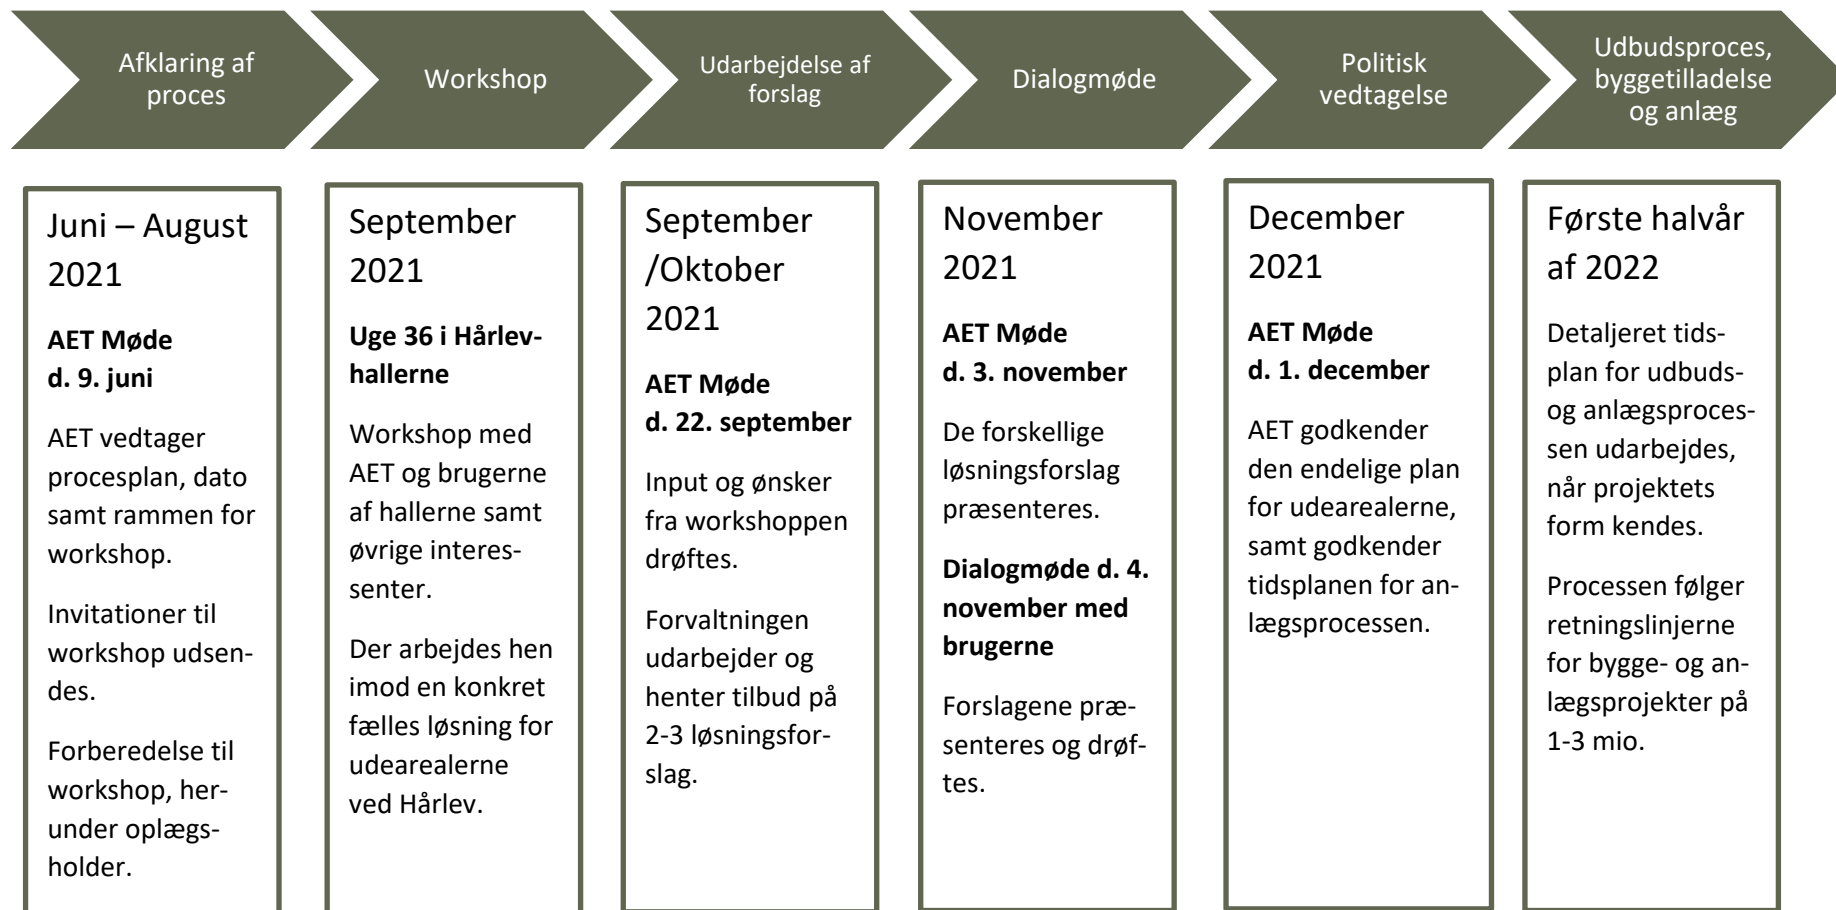 Afklaring af
proces
Workshop
Udarbejdelse af
forslag
Dialogmøde
Politisk
vedtagelse
Udbudsproces,
byggetilladelse
og anlæg
Juni – August
2021
AET Møde
d. 9. juni
AET vedtager
procesplan, dato
samt rammen for
workshop.
Invitationer til
workshop udsen-
des.
Forberedelse til
workshop, her-
under oplægs-
holder.
September
2021
Uge 36 i Hårlev-
hallerne
Workshop med
AET og brugerne
af hallerne samt
øvrige interes-
senter.
Der arbejdes hen
imod en konkret
fælles løsning for
udearealerne
ved Hårlev.
September
/Oktober
2021
AET Møde
d. 22. september
Input og ønsker
fra workshoppen
drøftes.
Forvaltningen
udarbejder og
henter tilbud på
2-3 løsningsfor-
slag.
November
2021
AET Møde
d. 3. november
De forskellige
løsningsforslag
præsenteres.
Dialogmøde d. 4.
november med
brugerne
Forslagene præ-
senteres og drøf-
tes.
December
2021
AET Møde
d. 1. december
AET godkender
den endelige plan
for udearealerne,
samt godkender
tidsplanen for an-
lægsprocessen.
Første halvår
af 2022
Detaljeret tids-
plan for udbuds-
og anlægsproces-
sen udarbejdes,
når projektets
form kendes.
Processen følger
retningslinjerne
for bygge- og an-
lægsprojekter på
1-3 mio.